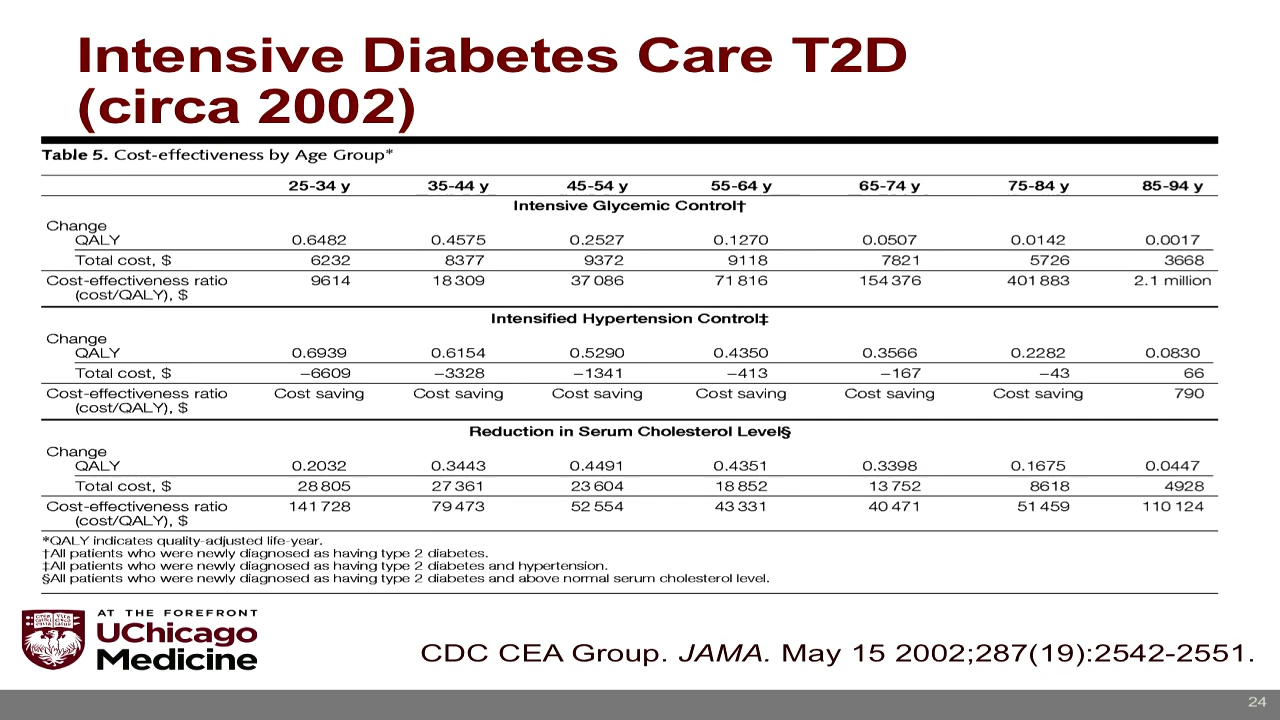 Intensive Diabetes Care T2D
(circa 2002)
Table 5. Cost-effectiveness by Age Group*
25-34 y 35-44 y 45-54 y 55-64 y 65-74 y 75-84 y 85-94 y
Intensive Glycemic Control†
Change
QALY 0.6482 0.4575 0.2527 0.1270 0.0507 0.0142 0.0017
Total cost, $ 6232 8377 9372 9118 7821 5726 3668
Cost-effectiveness ratio 9614 18 309 37 086 71 816 154 376 401 883 2.1 million
(cost/QALY), $
Intensified Hypertension Control‡
Change
QALY 0.6939 0.6154 0.5290 0.4350 0.3566 0.2282 0.0830
Total cost, $ −6609 −3328 −1341 −413 −167 −43 66
Cost-effectiveness ratio Cost saving Cost saving Cost saving Cost saving Cost saving Cost saving 790
(cost/QALY), $
Reduction in Serum Cholesterol Level§
Change
QALY 0.2032 0.3443 0.4491 0.4351 0.3398 0.1675 0.0447
Total cost, $ 28 805 27 361 23 604 18 852 13 752 8618 4928
Cost-effectiveness ratio 141 728 79 473 52 554 43 331 40 471 51 459 110 124
(cost/QALY), $
*QALY indicates quality-adjusted life-year.
†All patients who were newly diagnosed as having type 2 diabetes.
‡All patients who were newly diagnosed as having type 2 diabetes and hypertension.
§All patients who were newly diagnosed as having type 2 diabetes and above normal serum cholesterol level.
AT THE FOREFRONT
UChicago
Medicine
CDC CEA Group. JAMA. May 15 2002;287(19):2542-2551.
24